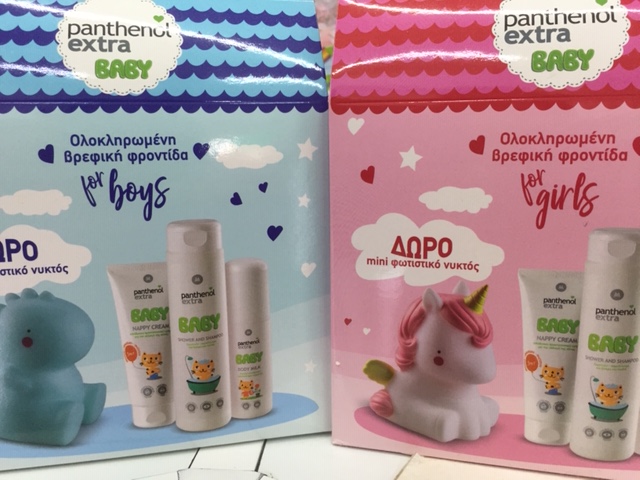 panthenol
extra
BABY
Ολοκληρωμένη
βρεφική φροντίδα
for boys
ΩΡΟ
ιστικό νυκτός
panthenol
extra
BABY
NAPPY CREAM
panthenol
extra
BABY
SHOWER AND SHAMPOO
panthenol
extra
BABY
BODY MILK
panthenol
extra
BABY
Ολοκληρωμένη
βρεφική φροντίδα
for girls
ΔΩΡΟ
mini φωτιστικό νυκτός
panthenol
extra
BABY
NAPPY CREAM
panthenol
extra
BABY
SHOWER AND SHAMPOO